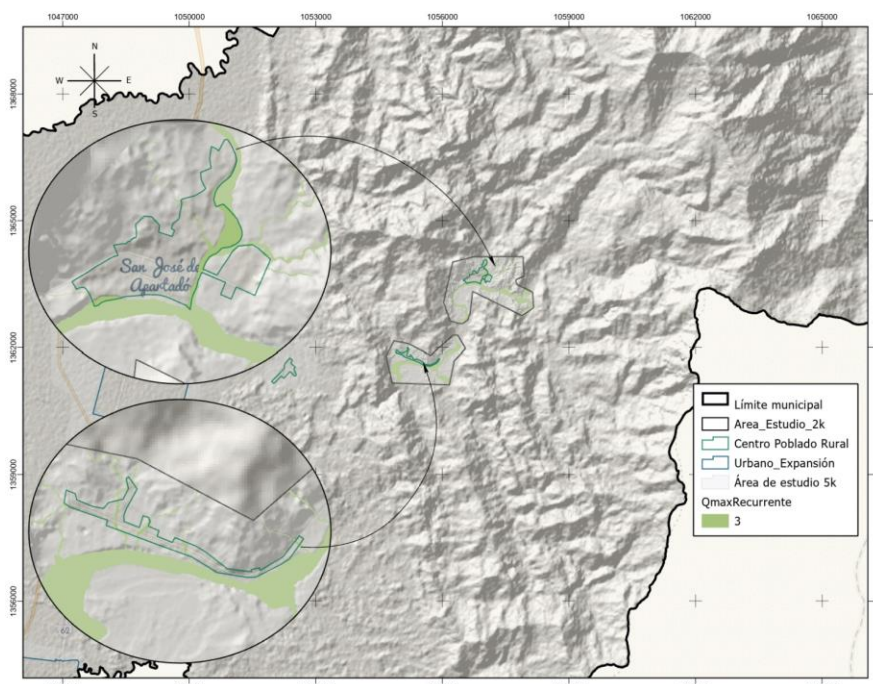 1047000 1050000 1053000 1056000 1059000 1062000 1065000
N
W E
S
1368000
1365000
1362000
1359000
1356000
San José de
Apartadó
Límite municipal
Area_Estudio_2k
Centro Poblado Rural
Urbano_Expansión
Área de estudio 5k
QmaxRecurrente
3